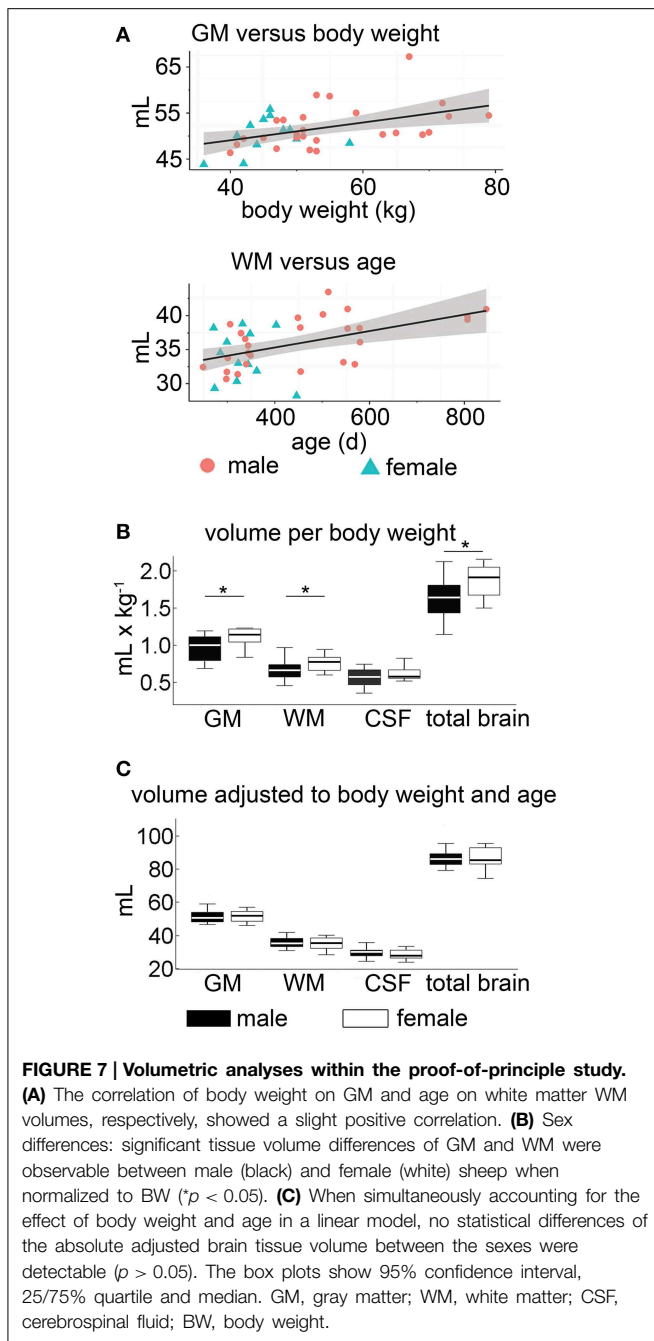 A
GM versus body weight
65
55
45
mL
40 60 80
body weight (kg)
WM versus age
40
35
30
mL
400 600 800
age (d)
male female
B
volume per body weight
* * *
2.0
1.5
1.0
0.5
mL x kg⁻¹
GM WM CSF total brain
C
volume adjusted to body weight and age
100
80
60
40
20
mL
GM WM CSF total brain
male female
FIGURE 7 | Volumetric analyses within the proof-of-principle study.
(A) The correlation of body weight on GM and age on white matter WM
volumes, respectively, showed a slight positive correlation. (B) Sex
differences: significant tissue volume differences of GM and WM were
observable between male (black) and female (white) sheep when
normalized to BW (*p < 0.05). (C) When simultaneously accounting for the
effect of body weight and age in a linear model, no statistical differences of
the absolute adjusted brain tissue volume between the sexes were
detectable (p > 0.05). The box plots show 95% confidence interval,
25/75% quartile and median. GM, gray matter; WM, white matter; CSF,
cerebrospinal fluid; BW, body weight.